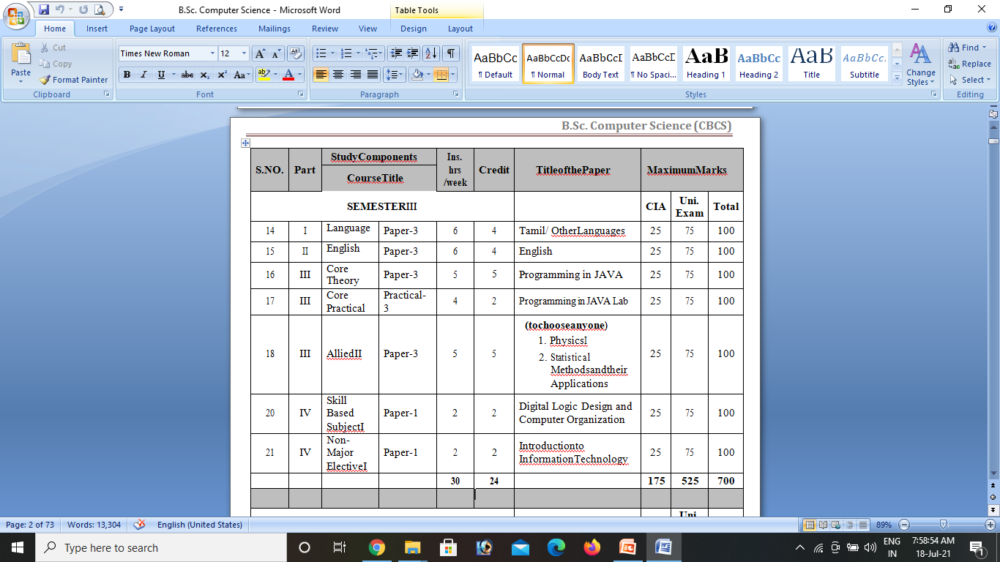 B.Sc. Computer Science - Microsoft Word
Table Tools
Home Insert Page Layout References Mailings Review View Design Layout
Paste
Cut
Copy
Format Painter
Clipboard
Times New Roman 12
Font
Paragraph
AaBbCc AaBbCcDc AaBbCcI AaBbCcI AaB AaBbCc AaB AaBbCc.
¶ Default ¶ Normal Body Text ¶ No Spaci... Heading 1 Heading 2 Title Subtitle
Change
Styles
Styles
Find
Replace
Select
Editing
B.Sc. Computer Science (CBCS)
S.NO. Part StudyComponents Ins. hrs /week Credit TitleofthePaper MaximumMarks
CourseTitle
SEMESTERIII CIA Uni. Exam Total
14 I Language Paper-3 6 4 Tamil/ OtherLanguages 25 75 100
15 II English Paper-3 6 4 English 25 75 100
16 III Core Theory Paper-3 5 5 Programming in JAVA 25 75 100
17 III Core Practical Practical-3 4 2 Programming in JAVA Lab 25 75 100
18 III AlliedII Paper-3 5 5 (tochooseanyone)
1. PhysicsI
2. Statistical
Methodsandtheir
Applications
25 75 100
20 IV Skill Based SubjectI Paper-1 2 2 Digital Logic Design and Computer Organization 25 75 100
21 IV Non-Major ElectiveI Paper-1 2 2 Introductionto InformationTechnology 25 75 100
30 24 175 525 700
Uni.
Page: 2 of 73 Words: 13,304 English (United States) 89%
Type here to search
ENG
IN
7:58:54 AM
18-Jul-21